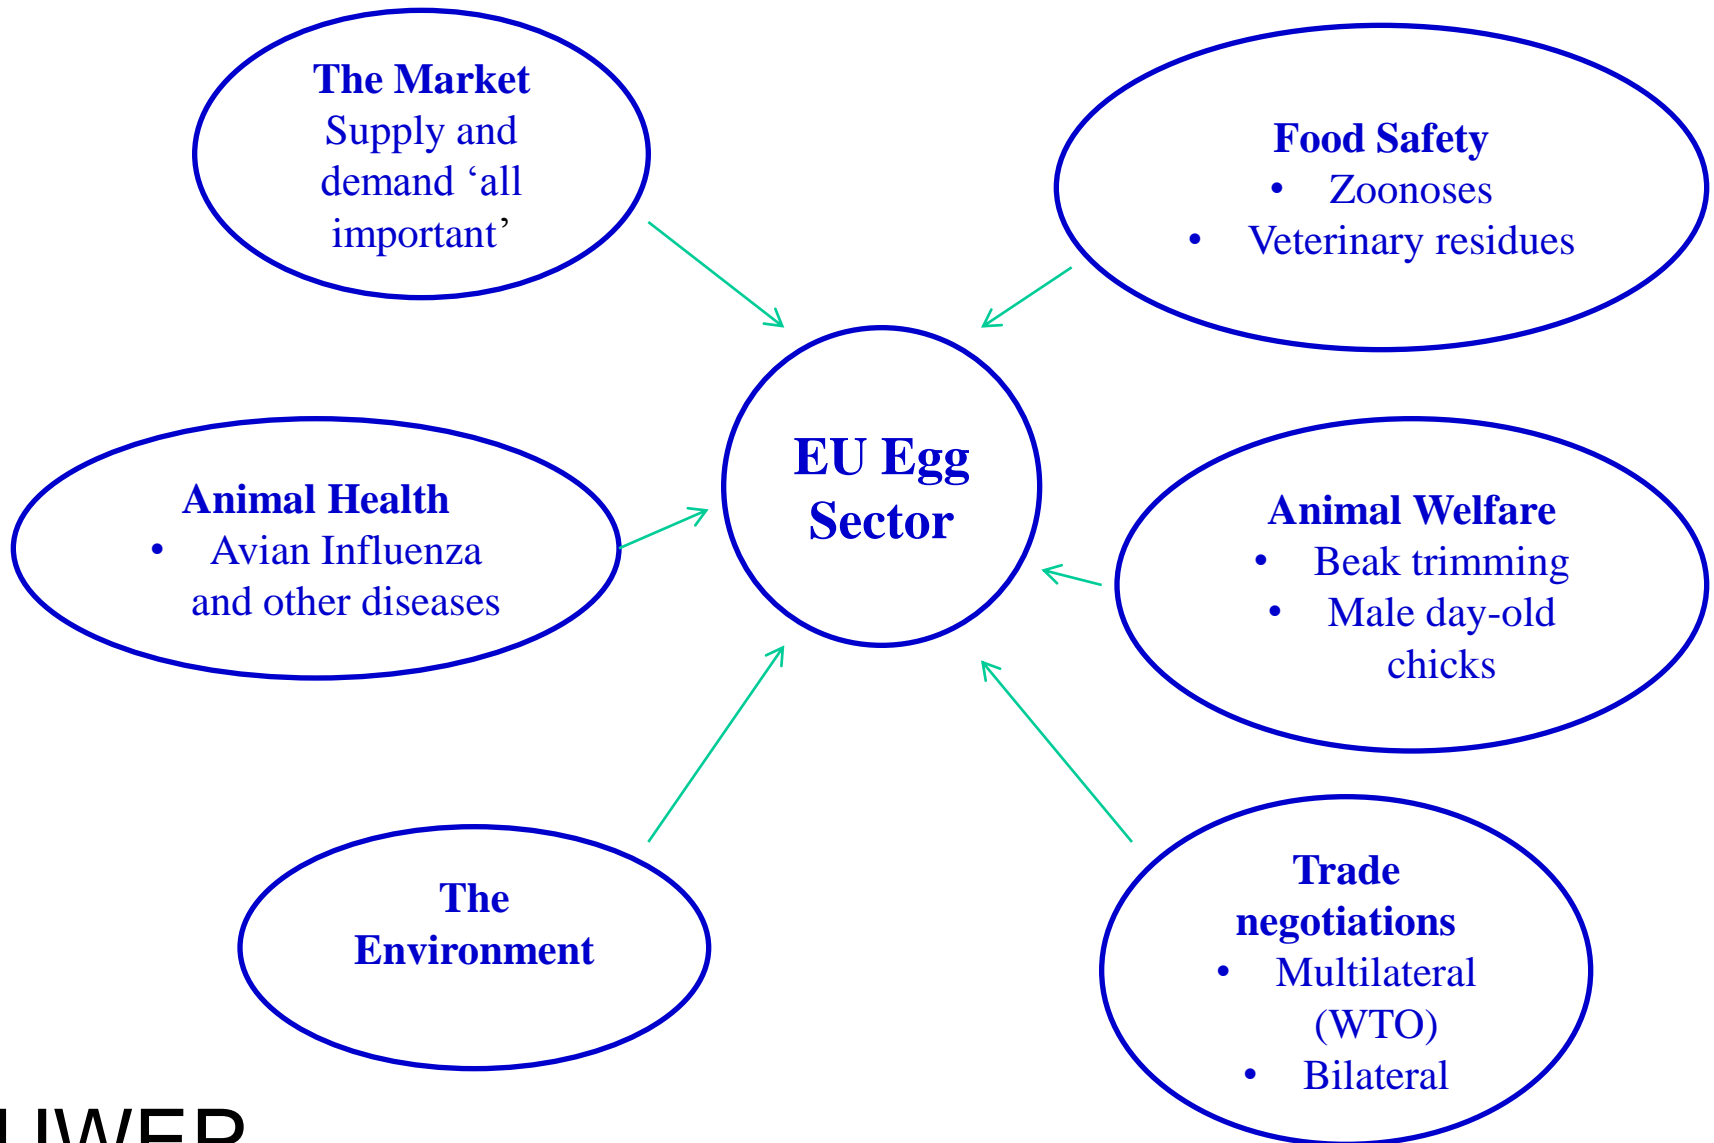 The Market
Supply and
demand ‘all
important’
Food Safety
• Zoonoses
• Veterinary residues
EU Egg
Sector
Animal Health
• Avian Influenza
and other diseases
Animal Welfare
• Beak trimming
• Male day-old
chicks
The
Environment
Trade
negotiations
• Multilateral
(WTO)
• Bilateral